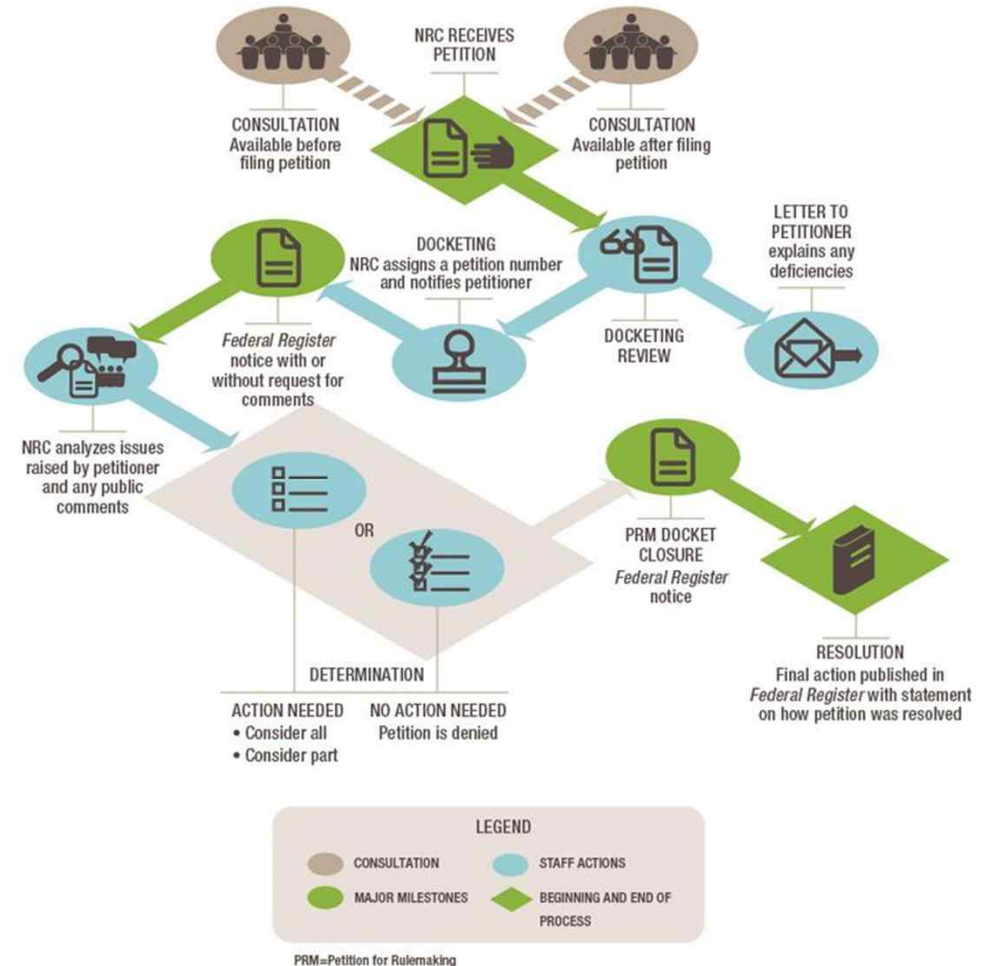 NRC RECEIVES
PETITION
CONSULTATION
Available before
filing petition
CONSULTATION
Available after filing
petition
LETTER TO
PETITIONER
explains any
deficiencies
DOCKETING
NRC assigns a petition number
and notifies petitioner
DOCKETING
REVIEW
Federal Register
notice with or
without request for
comments
NRC analyzes issues
raised by petitioner
and any public
comments
OR
PRM DOCKET
CLOSURE
Federal Register
notice
RESOLUTION
Final action published in
Federal Register with statement
on how petition was resolved
DETERMINATION
ACTION NEEDED
• Consider all
• Consider part
NO ACTION NEEDED
Petition is denied
LEGEND
CONSULTATION
STAFF ACTIONS
MAJOR MILESTONES
BEGINNING AND END OF
PROCESS
PRM=Petition for Rulemaking